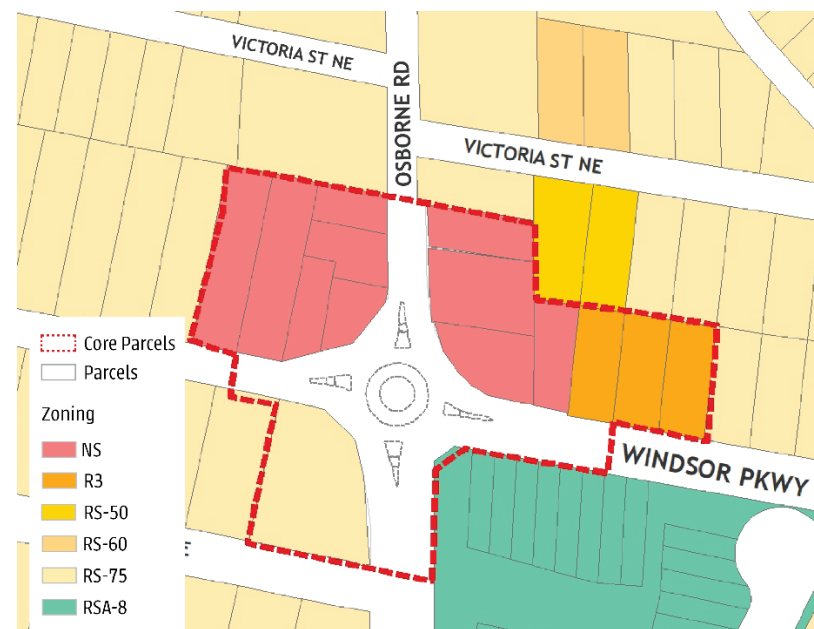 VICTORIA ST NE
OSBORNE RD
VICTORIA ST NE
WINDSOR PKWY
E
Core Parcels
Parcels
Zoning
NS
R3
RS-50
RS-60
RS-75
RSA-8